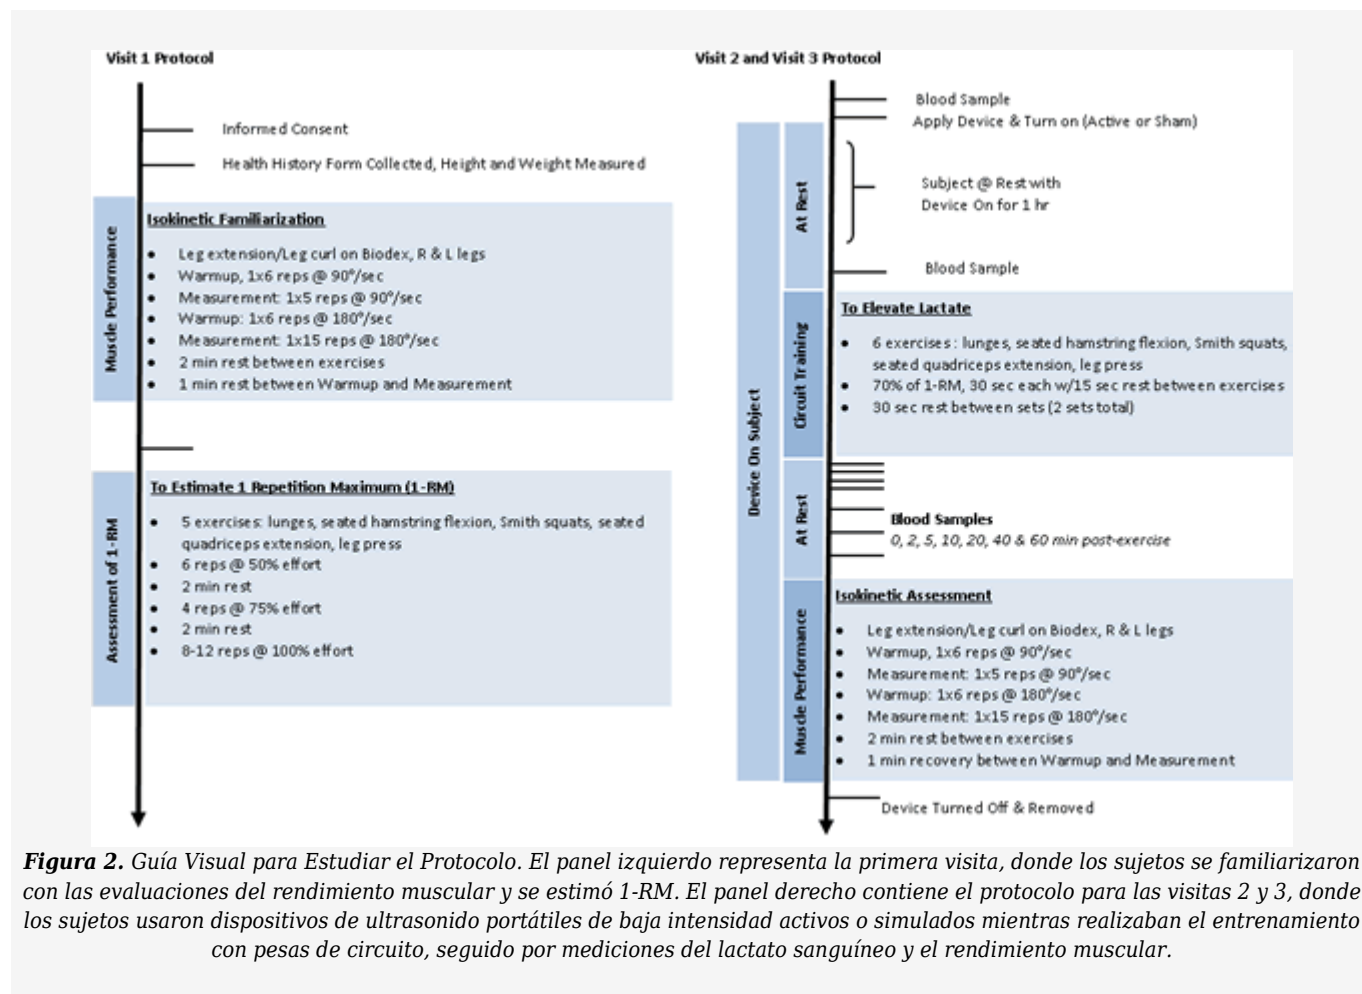 Visit 1 Protocol
Informed Consent
Health History Form Collected, Height and Weight Measured
Muscle Performance
Isokinetic Familiarization
• Leg extension/Leg curl on Biodex, R & L legs
• Warmup, 1x6 reps @ 90°/sec
• Measurement: 1x5 reps @ 90°/sec
• Warmup: 1x6 reps @ 180°/sec
• Measurement: 1x15 reps @ 180°/sec
• 2 min rest between exercises
• 1 min rest between Warmup and Measurement
Assessment of 1-RM
To Estimate 1 Repetition Maximum (1-RM)
• 5 exercises: lunges, seated hamstring flexion, Smith squats, seated
quadriceps extension, leg press
• 6 reps @ 50% effort
• 2 min rest
• 4 reps @ 75% effort
• 2 min rest
• 8-12 reps @ 100% effort
Visit 2 and Visit 3 Protocol
Blood Sample
Apply Device & Turn on (Active or Sham)
Device On Subject
At Rest
Subject @ Rest with
Device On for 1 hr
Blood Sample
Circuit Training
To Elevate Lactate
• 6 exercises : lunges, seated hamstring flexion, Smith squats,
seated quadriceps extension, leg press
• 70% of 1-RM, 30 sec each w/15 sec rest between exercises
• 30 sec rest between sets (2 sets total)
At Rest
Blood Samples
0, 2, 5, 10, 20, 40 & 60 min post-exercise
Muscle Performance
Isokinetic Assessment
• Leg extension/Leg curl on Biodex, R & L legs
• Warmup, 1x6 reps @ 90°/sec
• Measurement: 1x5 reps @ 90°/sec
• Warmup: 1x6 reps @ 180°/sec
• Measurement: 1x15 reps @ 180°/sec
• 2 min rest between exercises
• 1 min recovery between Warmup and Measurement
Device Turned Off & Removed
Figura 2. Guía Visual para Estudiar el Protocolo. El panel izquierdo representa la primera visita, donde los sujetos se familiarizaron
con las evaluaciones del rendimiento muscular y se estimó 1-RM. El panel derecho contiene el protocolo para las visitas 2 y 3, donde
los sujetos usaron dispositivos de ultrasonido portátiles de baja intensidad activos o simulados mientras realizaban el entrenamiento
con pesas de circuito, seguido por mediciones del lactato sanguíneo y el rendimiento muscular.